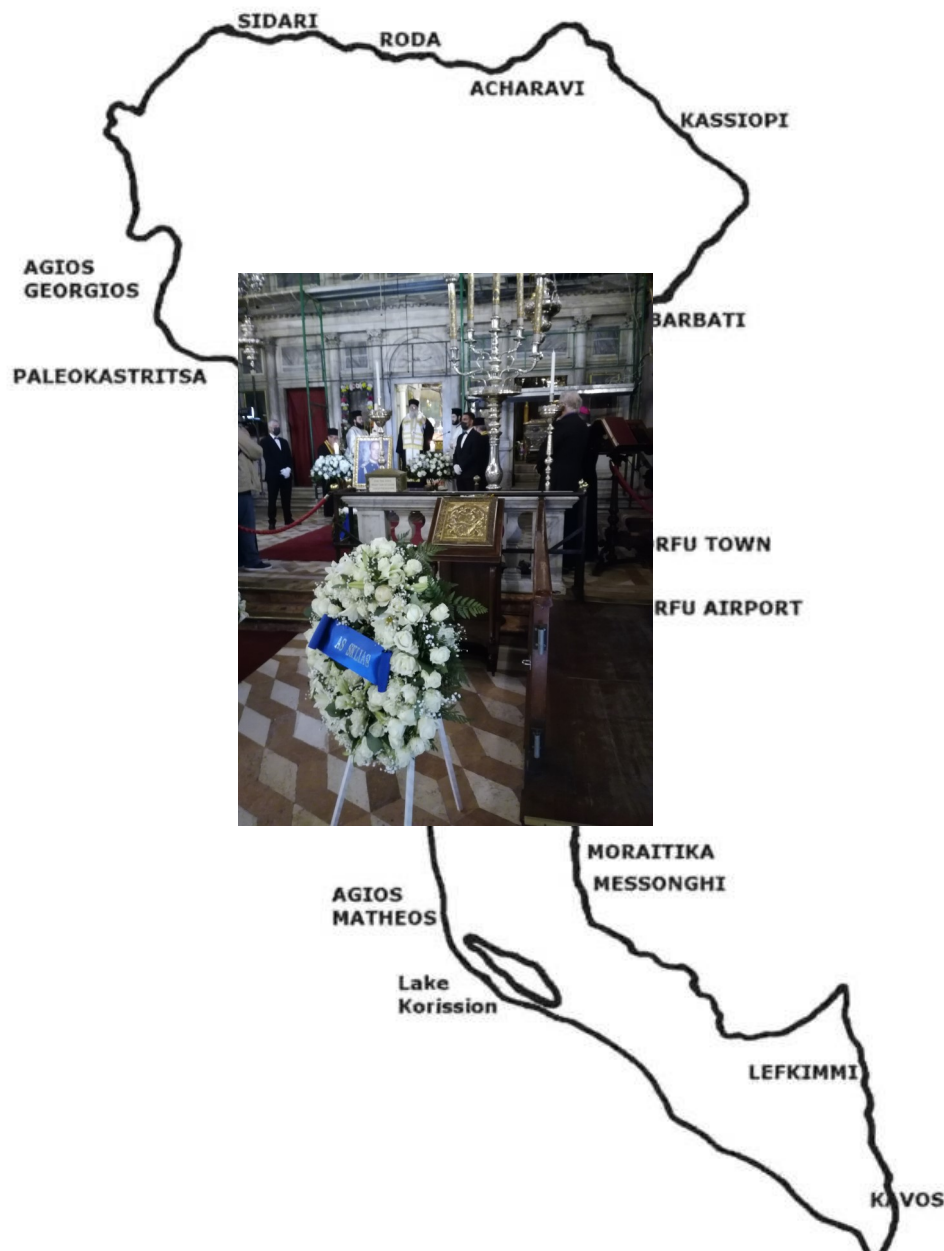 SIDARI
RODA
ACHARAVI
KASSIOPI
AGIOS
GEORGIOS
BARBATI
PALEOKASTRITSA
RFU TOWN
RFU AIRPORT
MORAITIKA
MESSONGHI
AGIOS
MATHEOS
Lake
Korission
LEFKIMMI
KAVOS